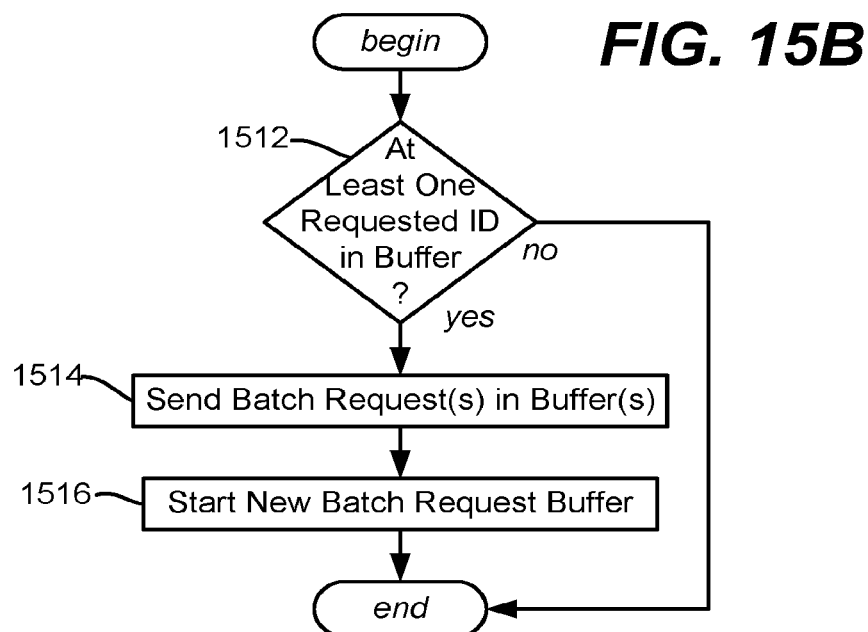 begin
FIG. 15B
1512
At
Least One
Requested ID
in Buffer
?
no
yes
1514
Send Batch Request(s) in Buffer(s)
1516
Start New Batch Request Buffer
end